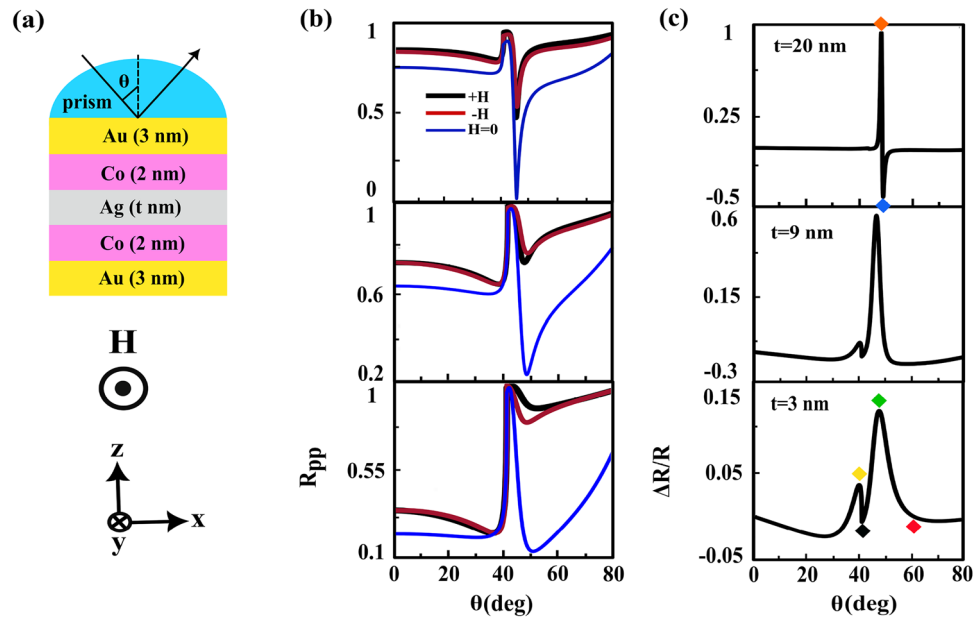 (a)
θ
prism
Au (3 nm)
Co (2 nm)
Ag (t nm)
Co (2 nm)
Au (3 nm)
H
z
x
y
(b)
1
0.5
0
+H
-H
H=0
1
0.6
0.2
1
0.55
0.1
Rpp
0 20 40 60 80
θ(deg)
(c)
1
0.25
-0.5
t=20 nm
0.6
0.15
-0.3
t=9 nm
0.15
0.05
-0.05
t=3 nm
ΔR/R
0 40 60 80
θ(deg)